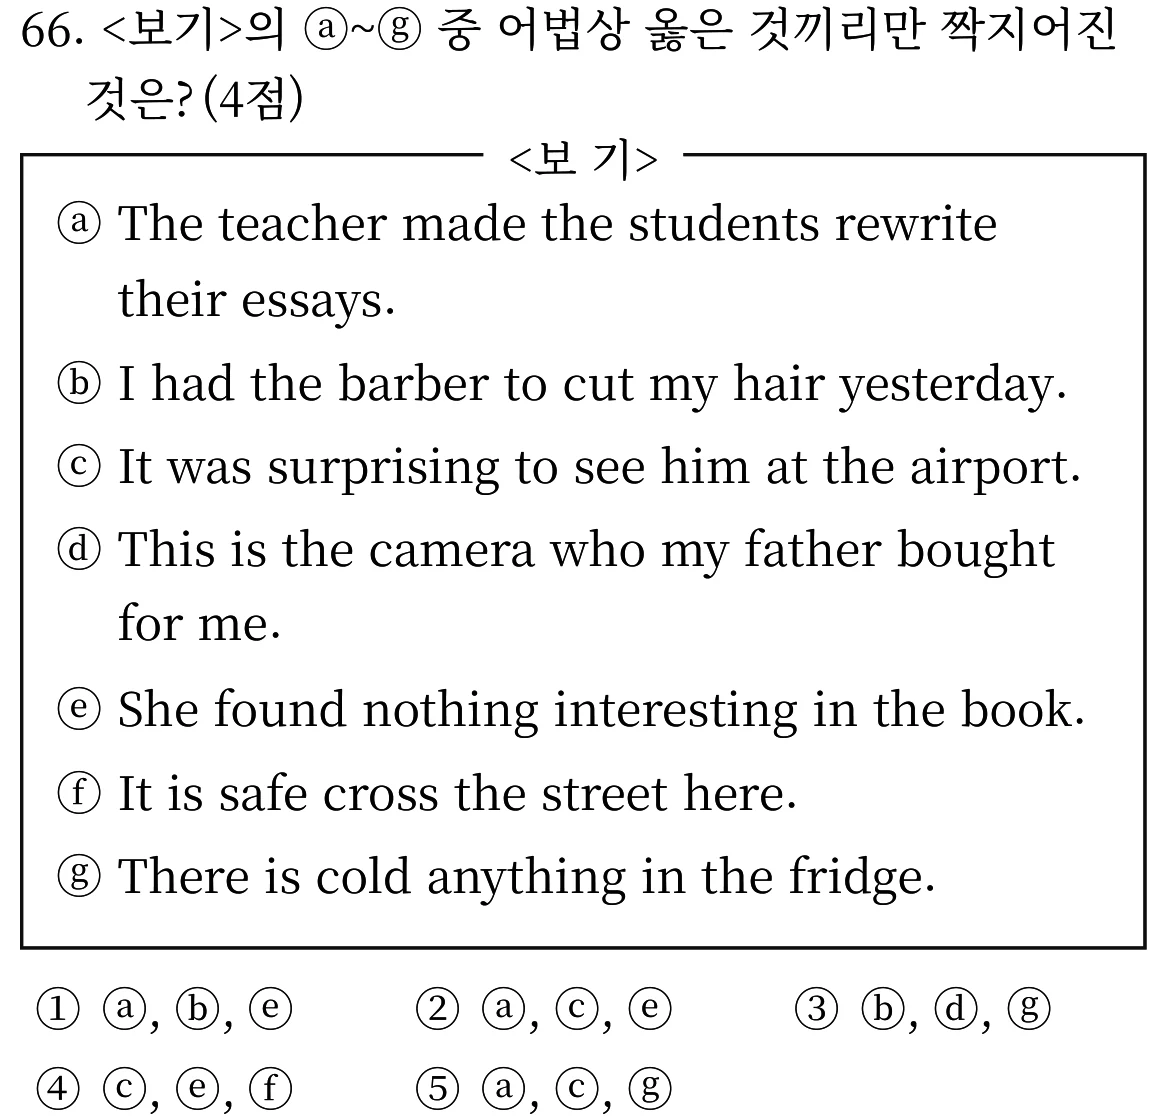 66. <보기>의 ⓐ~ⓖ 중 어법상 옳은 것끼리만 짝지어진
것은? (4점)
<보 기>
ⓐ The teacher made the students rewrite
their essays.
ⓑ I had the barber to cut my hair yesterday.
ⓒ It was surprising to see him at the airport.
ⓓ This is the camera who my father bought
for me.
ⓔ She found nothing interesting in the book.
ⓕ It is safe cross the street here.
ⓖ There is cold anything in the fridge.
① ⓐ, ⓑ, ⓔ ② ⓐ, ⓒ, ⓔ ③ ⓑ, ⓓ, ⓖ
④ ⓒ, ⓔ, ⓕ ⑤ ⓐ, ⓒ, ⓖ